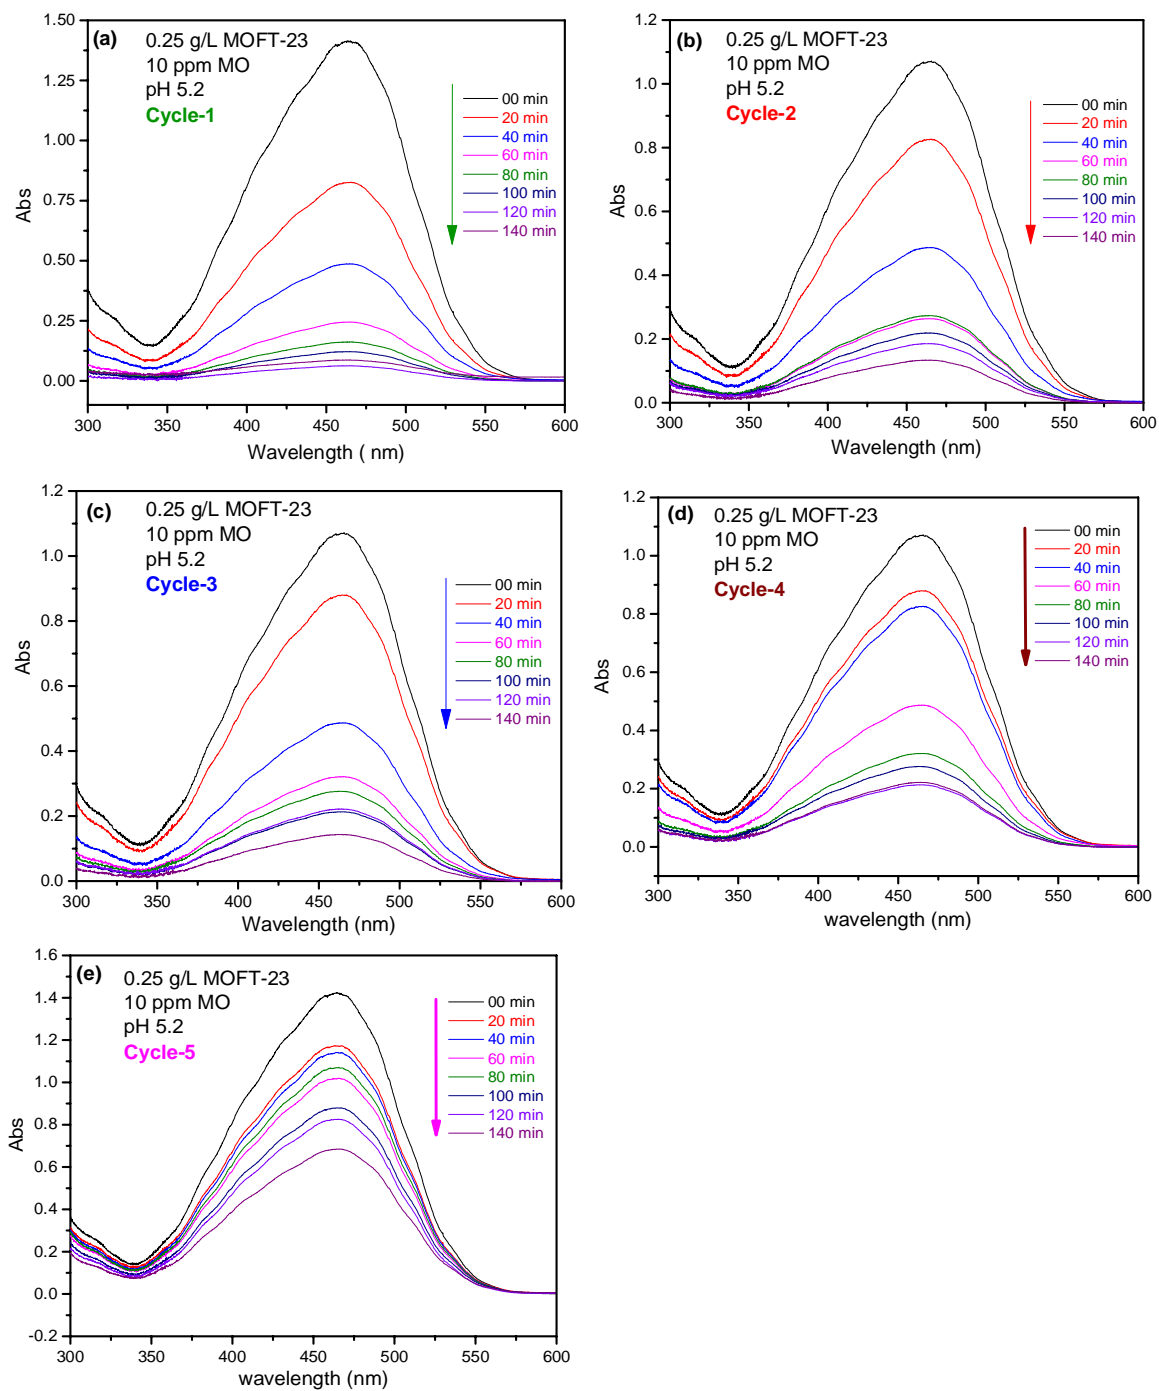 (a)
0.25 g/L MOFT-23
10 ppm MO
pH 5.2
Cycle-1
00 min
20 min
40 min
60 min
80 min
100 min
120 min
140 min
1.50
1.25
1.00
0.75
0.50
0.25
0.00
Abs
300 350 400 450 500 550 600
Wavelength ( nm)
(b)
0.25 g/L MOFT-23
10 ppm MO
pH 5.2
Cycle-2
00 min
20 min
40 min
60 min
80 min
100 min
120 min
140 min
1.2
1.0
0.8
0.6
0.4
0.2
0.0
Abs
300 350 400 450 500 550 600
Wavelength (nm)
(c)
0.25 g/L MOFT-23
10 ppm MO
pH 5.2
Cycle-3
00 min
20 min
40 min
60 min
80 min
100 min
120 min
140 min
1.2
1.0
0.8
0.6
0.4
0.2
0.0
Abs
300 350 400 450 500 550 600
Wavelength (nm)
(d)
0.25 g/L MOFT-23
10 ppm MO
pH 5.2
Cycle-4
00 min
20 min
40 min
60 min
80 min
100 min
120 min
140 min
1.2
1.0
0.8
0.6
0.4
0.2
0.0
Abs
300 350 400 450 500 550 600
wavelength (nm)
(e)
0.25 g/L MOFT-23
10 ppm MO
pH 5.2
Cycle-5
00 min
20 min
40 min
60 min
80 min
100 min
120 min
140 min
1.6
1.4
1.2
1.0
0.8
0.6
0.4
0.2
0.0
-0.2
Abs
300 350 400 450 500 550 600
wavelength (nm)